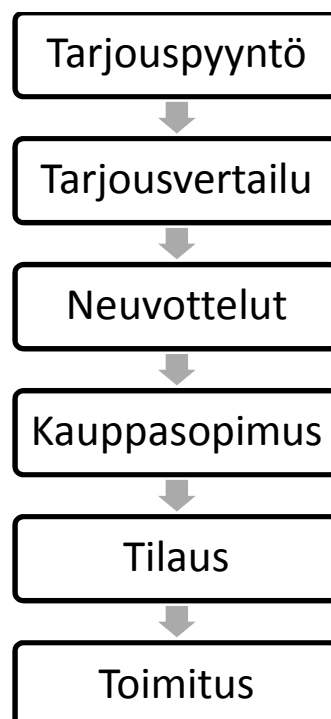 Tarjouspyyntö
Tarjousvertailu
Neuvottelut
Kauppasopimus
Tilaus
Toimitus